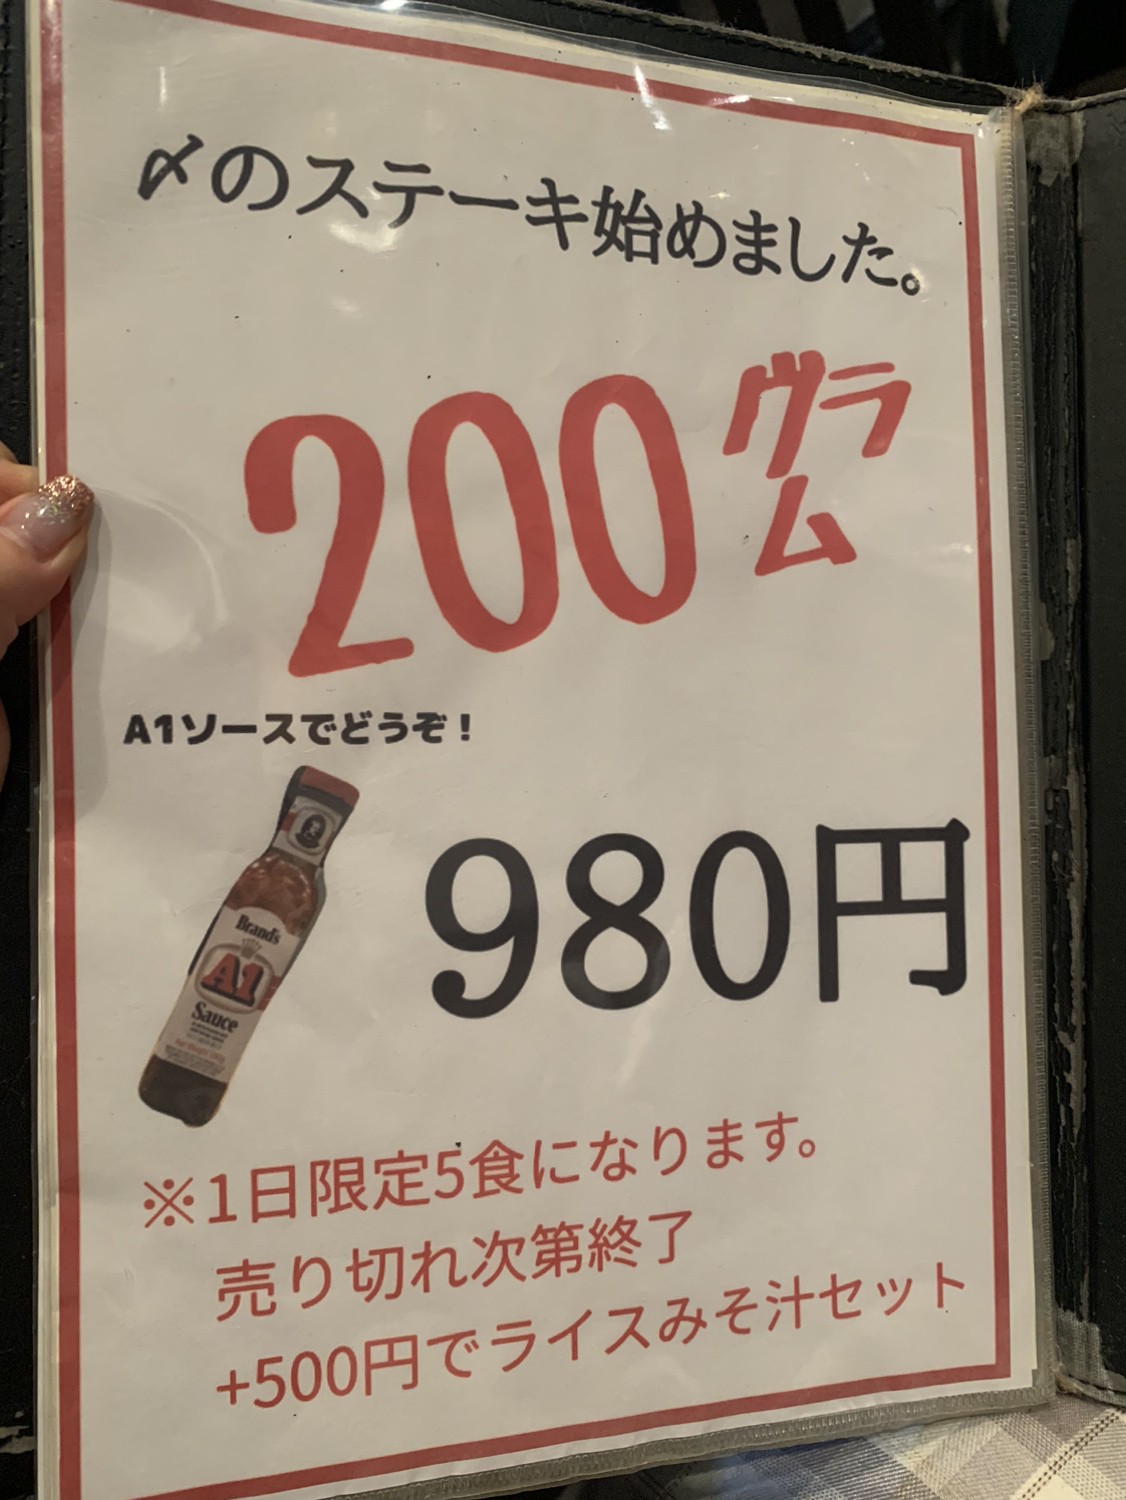 〆のステーキ始めました。
200グラム
A1ソースでどうぞ!
Brand's
A1
Sauce
980円
※1日限定5食になります。
売り切れ次第終了
+500円でライスみそ汁セット